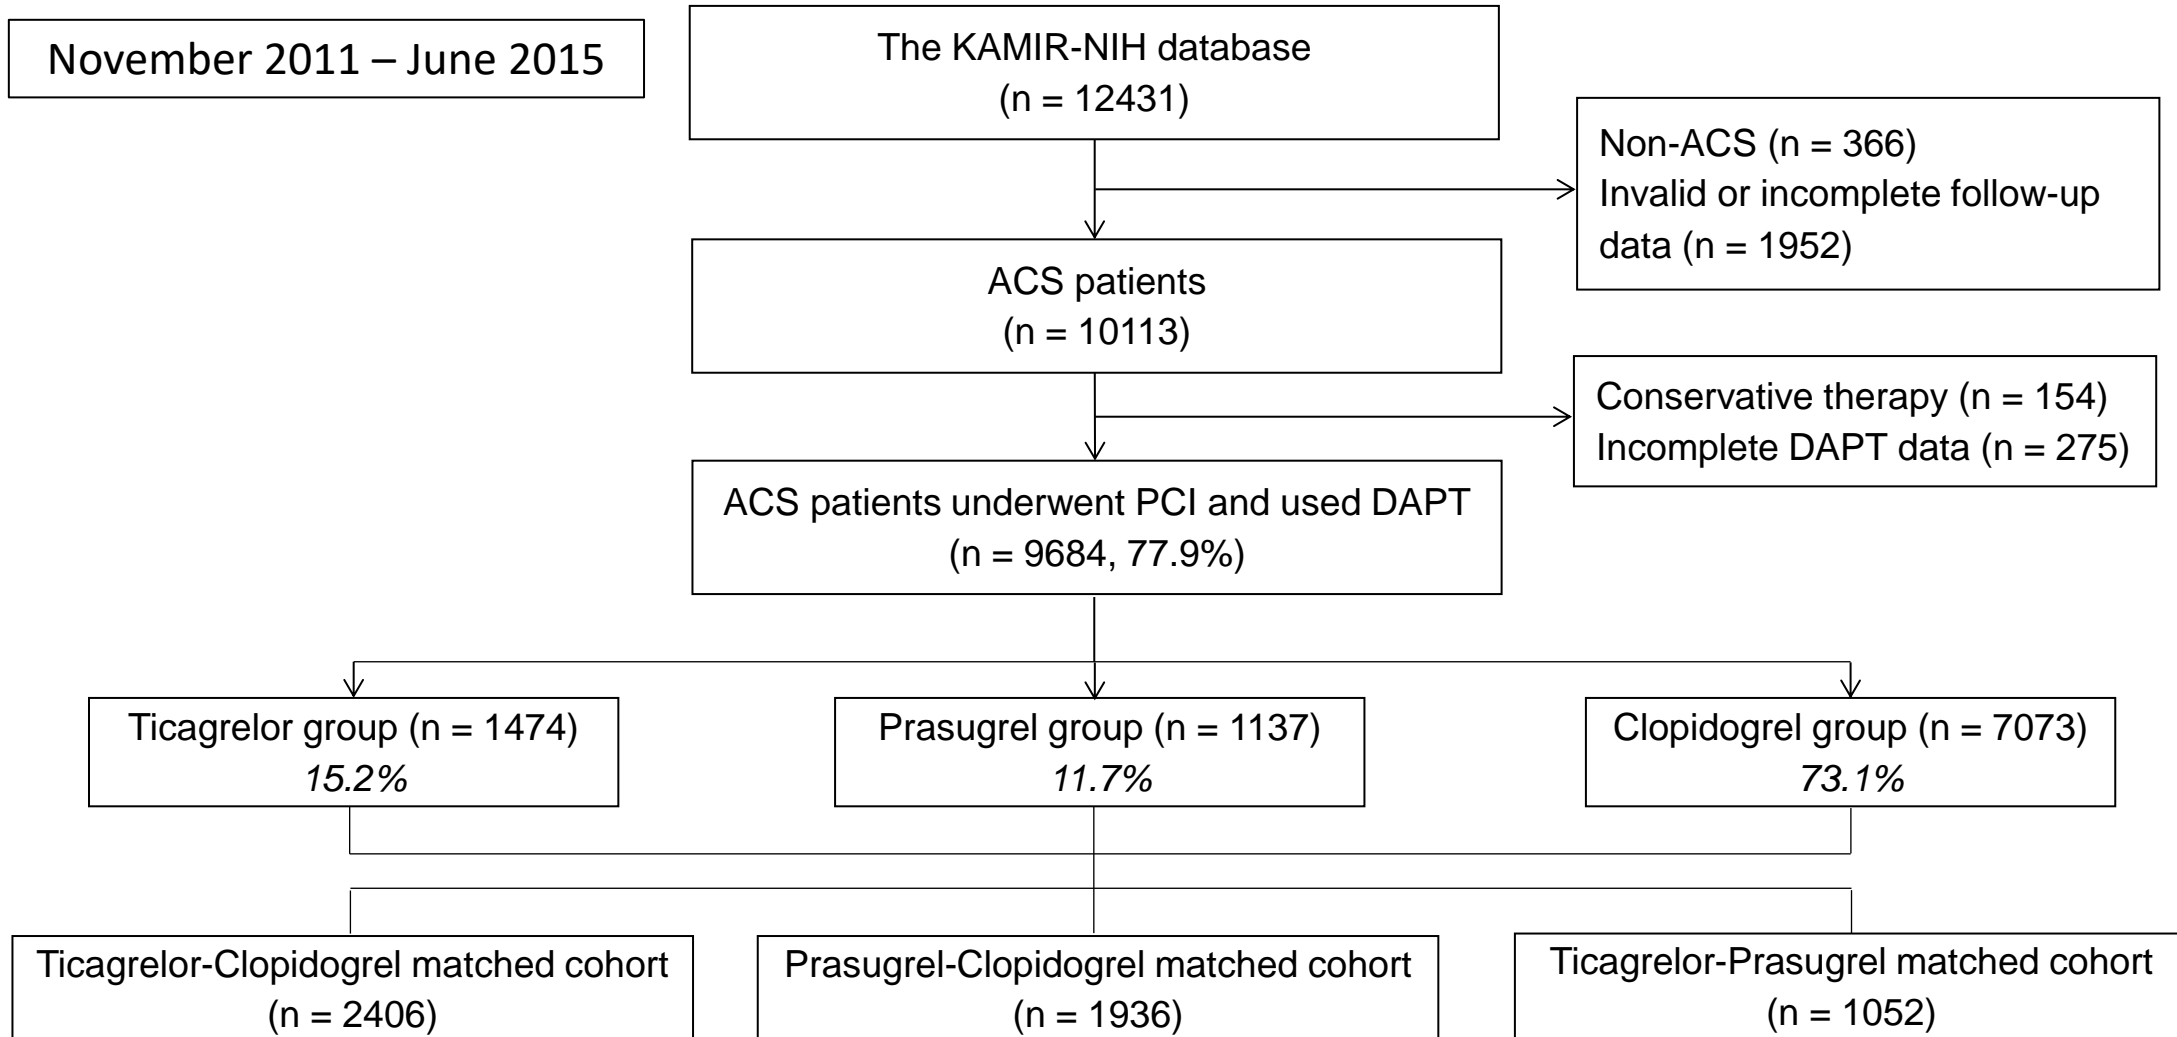 November 2011 – June 2015
The KAMIR-NIH database
(n = 12431)
Non-ACS (n = 366)
Invalid or incomplete follow-up
data (n = 1952)
ACS patients
(n = 10113)
Conservative therapy (n = 154)
Incomplete DAPT data (n = 275)
ACS patients underwent PCI and used DAPT
(n = 9684, 77.9%)
Ticagrelor group (n = 1474)
15.2%
Prasugrel group (n = 1137)
11.7%
Clopidogrel group (n = 7073)
73.1%
Ticagrelor-Clopidogrel matched cohort
(n = 2406)
Prasugrel-Clopidogrel matched cohort
(n = 1936)
Ticagrelor-Prasugrel matched cohort
(n = 1052)